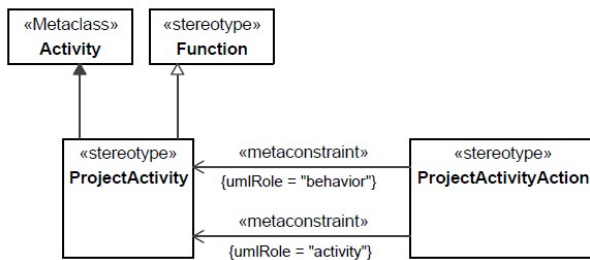 «Metaclass»
Activity
«stereotype»
Function
«stereotype»
ProjectActivity
«metaconstraint»
{umlRole = "behavior"}
«metaconstraint»
{umlRole = "activity"}
«stereotype»
ProjectActivityAction